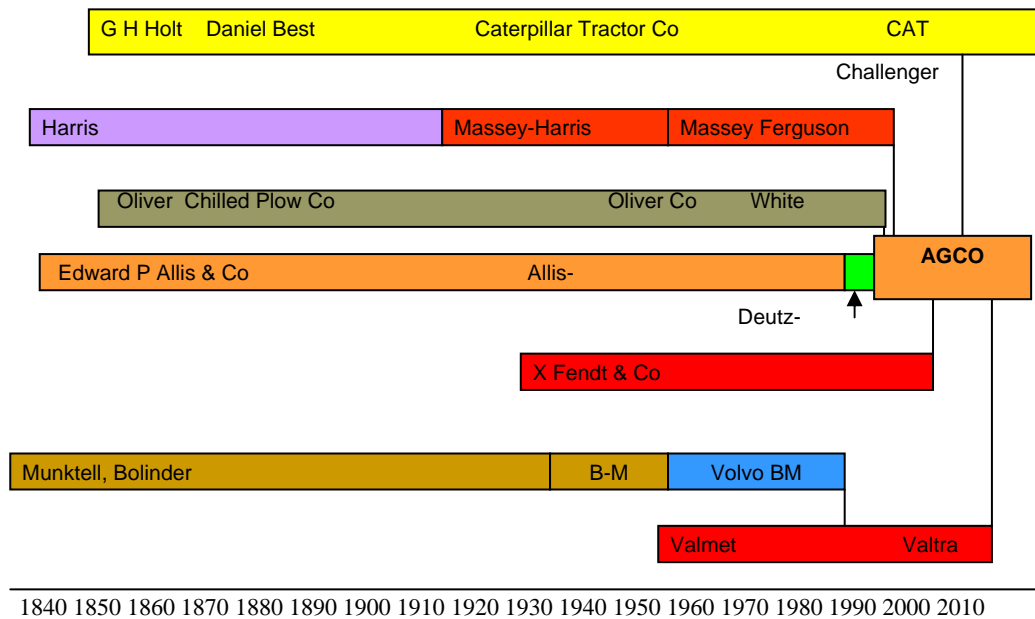 G H Holt Daniel Best Caterpillar Tractor Co CAT
Challenger
Harris Massey-Harris Massey Ferguson
Oliver Chilled Plow Co Oliver Co White
AGCO
Edward P Allis & Co Allis-
Deutz-
X Fendt & Co
Munktell, Bolinder B-M Volvo BM
Valmet Valtra
1840 1850 1860 1870 1880 1890 1900 1910 1920 1930 1940 1950 1960 1970 1980 1990 2000 2010